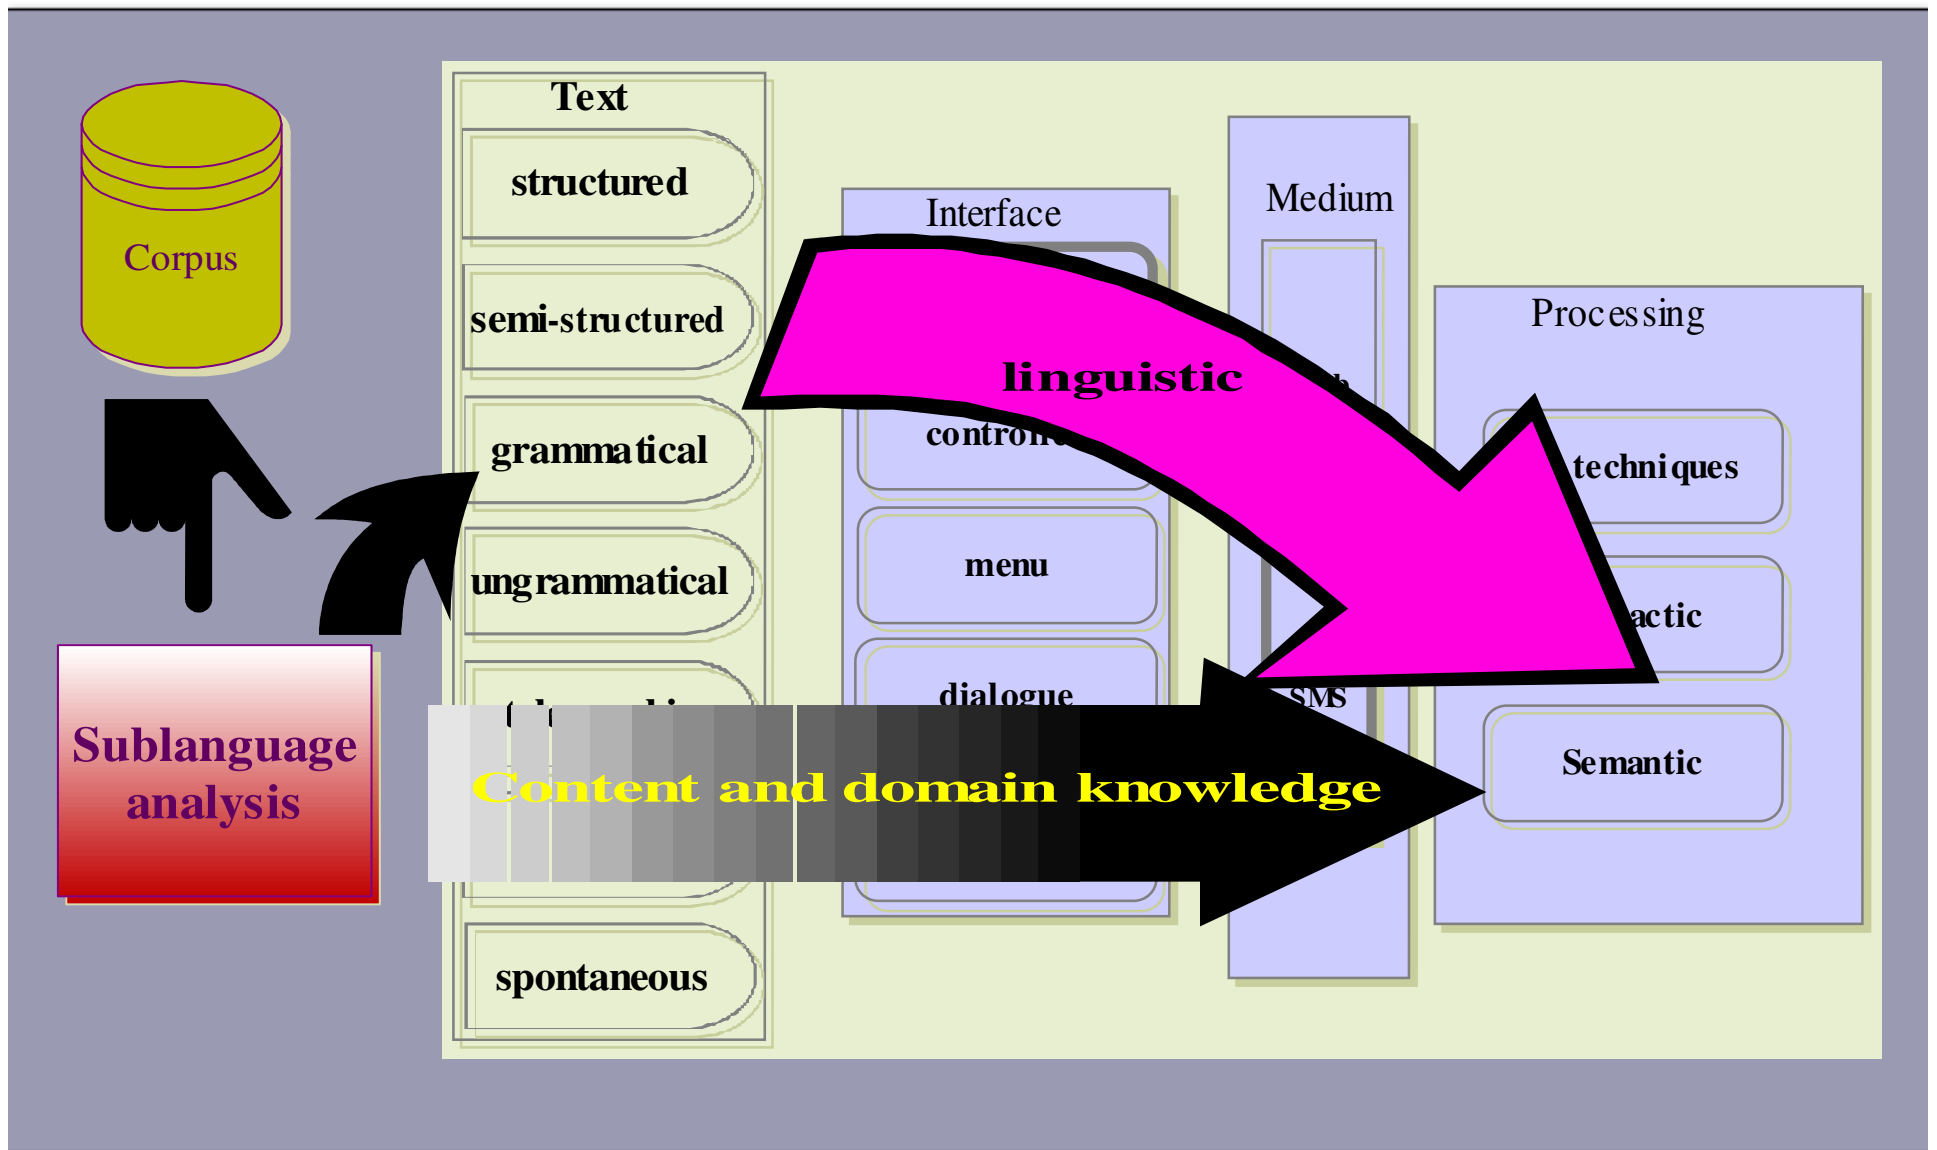 Text
structured
Corpus
semi-structured
grammatical
ungrammatical
spontaneous
Sublanguage
analysis
Interface
menu
dialogue
Medium
SMS
Processing
techniques
Semantic
linguistic
Content and domain knowledge